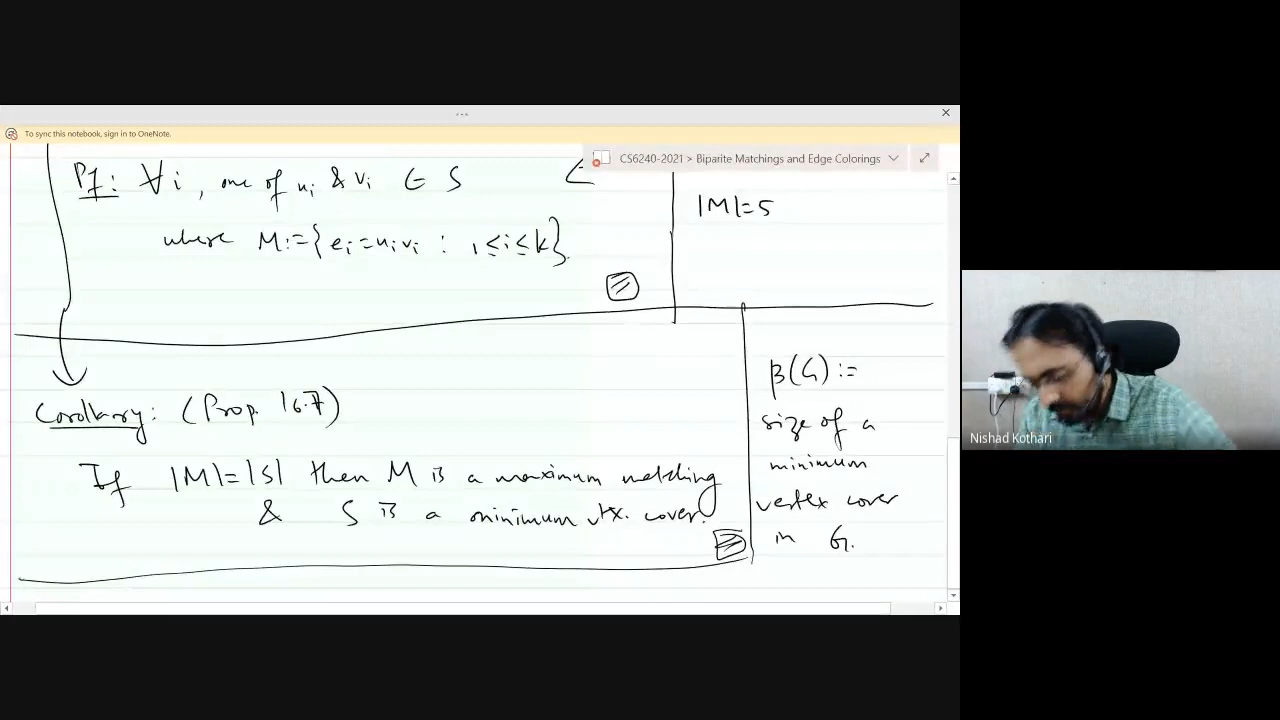 To sync this notebook, sign in to OneNote.
CS6240-2021 > Biparite Matchings and Edge Colorings
Pf: ∀i, one of ui & vi ∈ S
where M:={ei=uivi : 1≤i≤k}.
|M|=5
Corollary: (Prop. 16.7)
If |M|=|S| then M is a maximum matching
& S is a minimum vtx. cover.
β(G) :=
size of a
minimum
vertex cover
in G.
Nishad Kothari